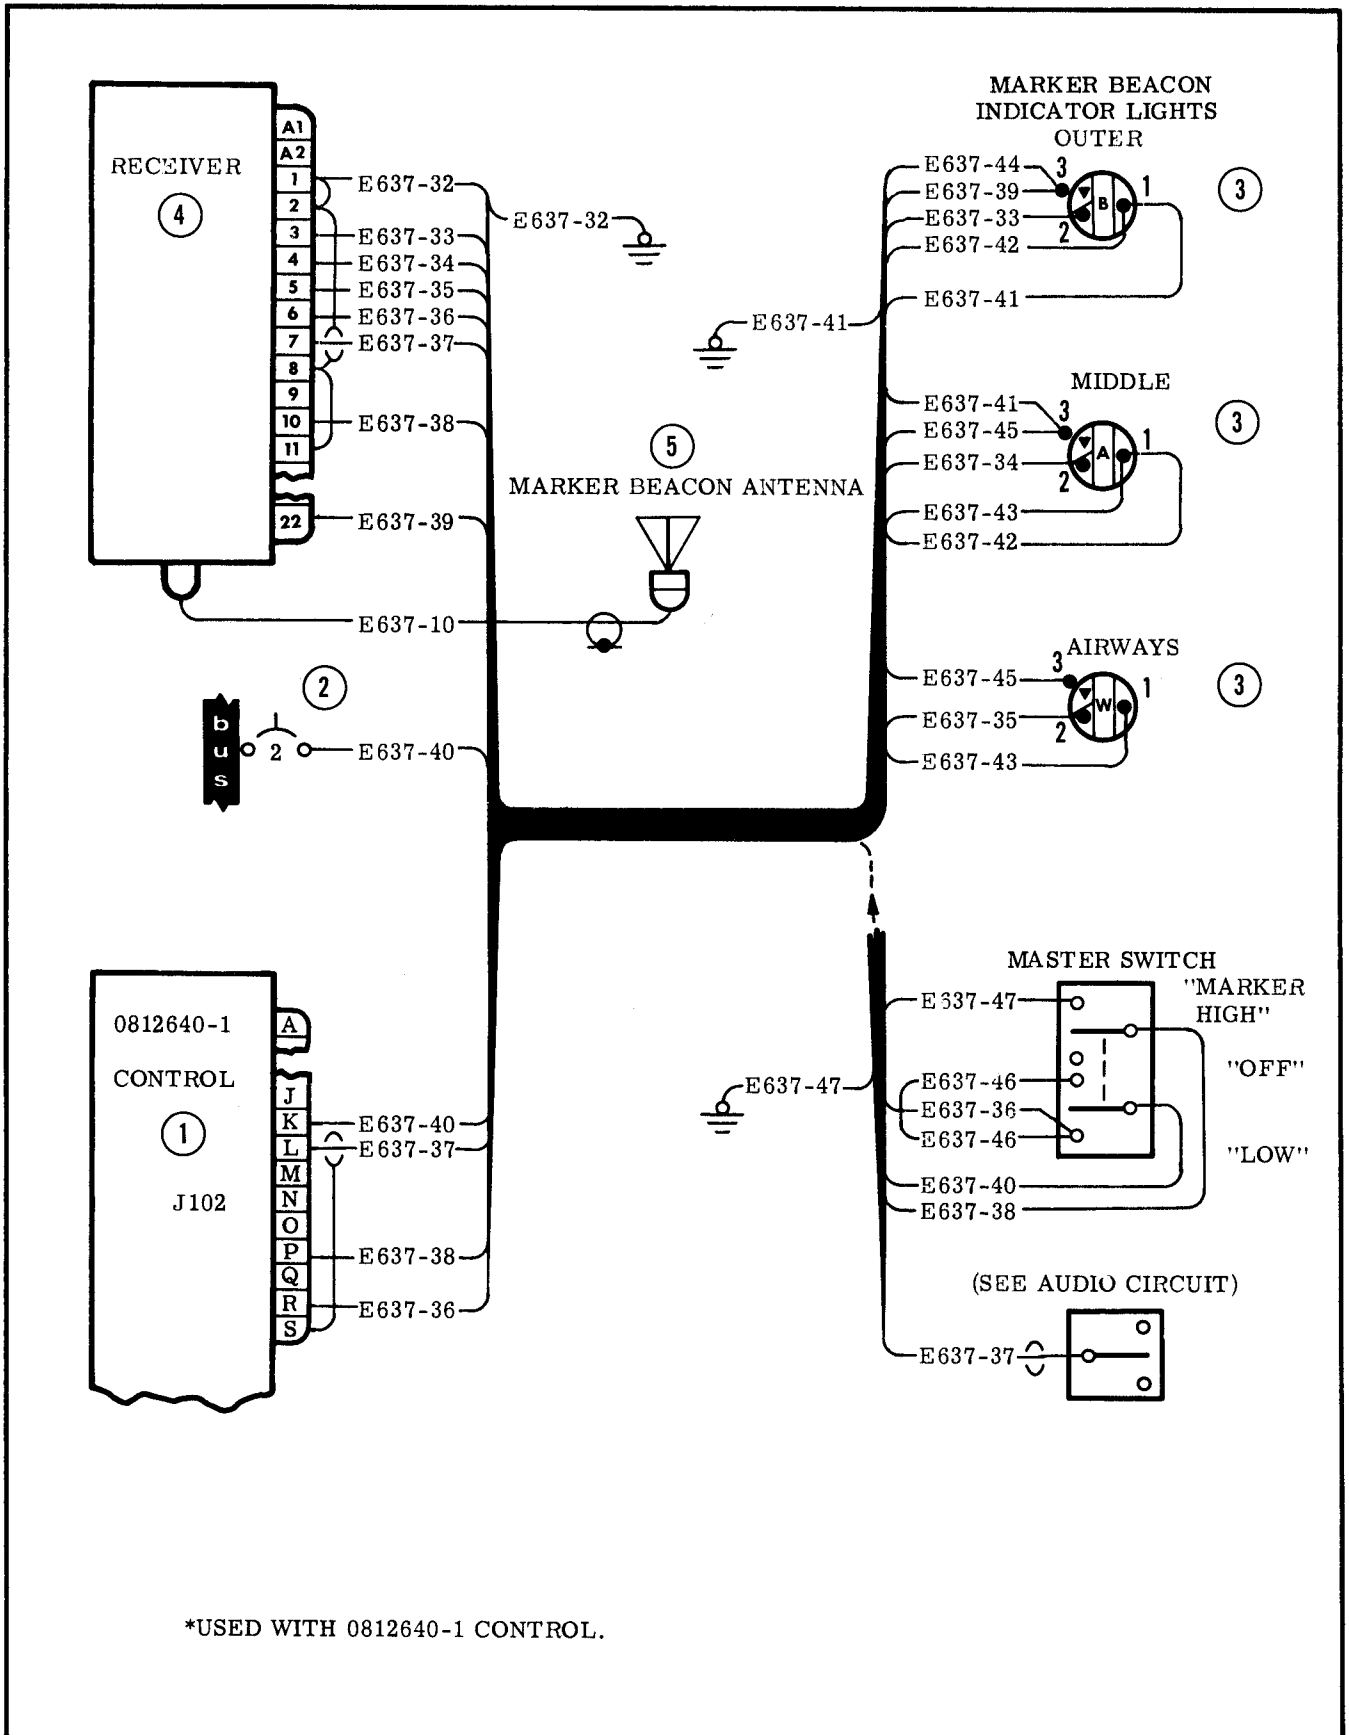 RECEIVER
4
A1
A2
1
2
3
4
5
6
7
8
9
10
11
22
E637-32
E637-32
E637-33
E637-34
E637-35
E637-36
E637-37
E637-38
E637-39
E637-10
5
MARKER BEACON ANTENNA
2
bus
2
E637-40
MARKER BEACON
INDICATOR LIGHTS
OUTER
E637-44
E637-39
E637-33
E637-42
E637-41
E637-41
3
B
1
2
3
MIDDLE
E637-41
E637-45
E637-34
E637-43
E637-42
3
A
1
2
3
AIRWAYS
E637-45
E637-35
E637-43
3
W
1
2
3
0812640-1
CONTROL
1
J102
A
J
K
L
M
N
O
P
Q
R
S
E637-40
E637-37
E637-38
E637-36
MASTER SWITCH
"MARKER
HIGH"
"OFF"
"LOW"
E637-47
E637-47
E637-46
E637-36
E637-46
E637-40
E637-38
(SEE AUDIO CIRCUIT)
E637-37
*USED WITH 0812640-1 CONTROL.